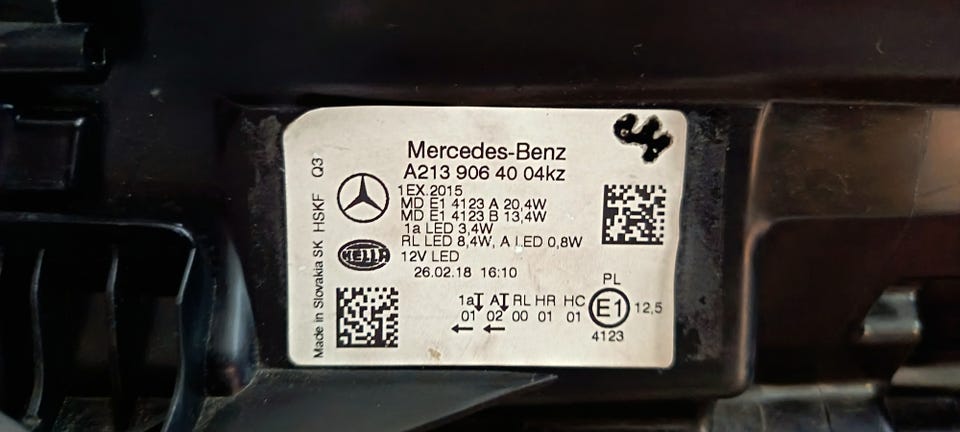 Mercedes-Benz
A213 906 40 04kz
1EX.2015
MD E1 4123 A 20,4W
MD E1 4123 B 13,4W
1a LED 3,4W
RL LED 8,4W, A LED 0,8W
12V LED
26.02.18 16:10
HELLA
Made in Slovakia SK HSKF Q3
1a A RL HR HC
01 02 00 01 01
PL
E1 12,5
4123